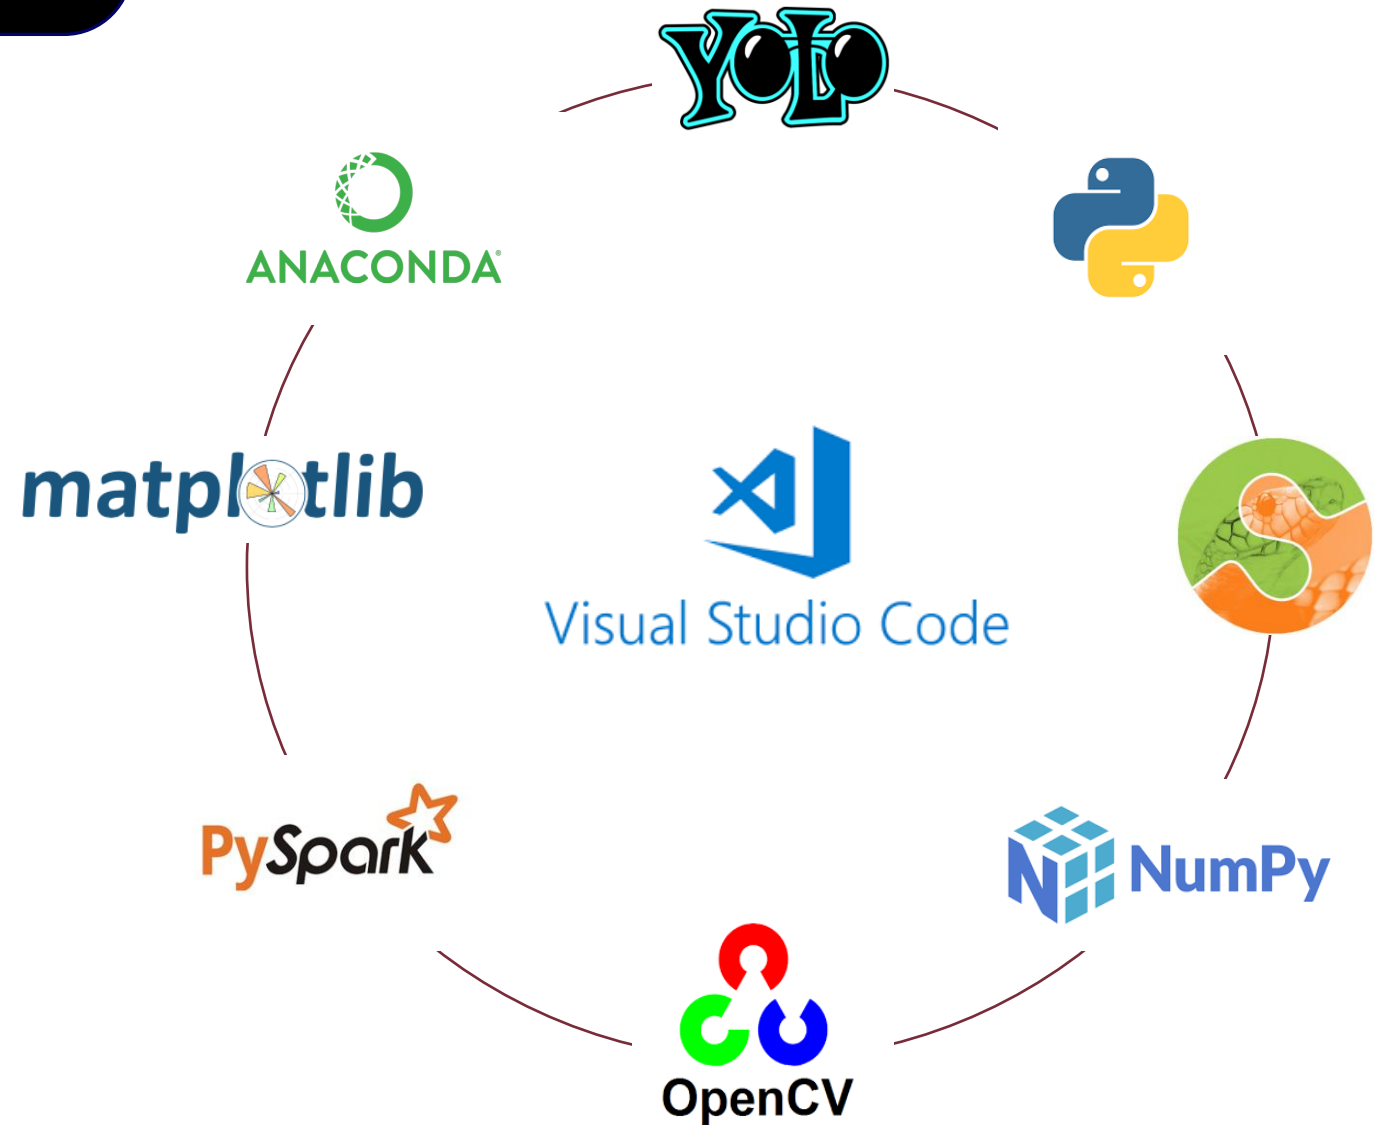 YOLO
ANACONDA®
matplotlib
Visual Studio Code
PySpark
NumPy
OpenCV